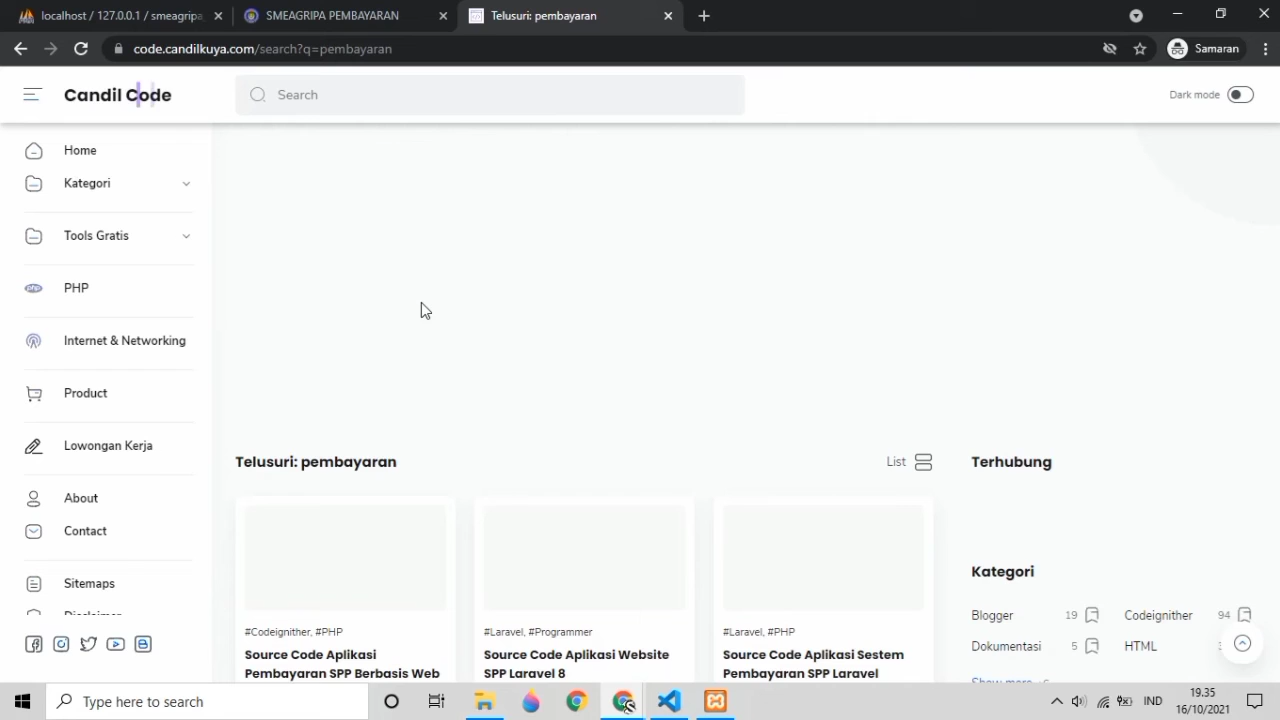 localhost / 127.0.0.1 / smeagripa
SMEAGRIPA PEMBAYARAN
Telusuri: pembayaran
code.candilkuya.com/search?q=pembayaran
Samaran
Candil Code
Search
Dark mode
Home
Kategori
Tools Gratis
PHP
Internet & Networking
Product
Lowongan Kerja
About
Contact
Sitemaps
Disclaimer
Telusuri: pembayaran
List
Terhubung
#Codeignither, #PHP
Source Code Aplikasi
Pembayaran SPP Berbasis Web
#Laravel, #Programmer
Source Code Aplikasi Website
SPP Laravel 8
#Laravel, #PHP
Source Code Aplikasi Sestem
Pembayaran SPP Laravel
Kategori
Blogger 19
Codeignither 94
Dokumentasi 5
HTML
Show more
Type here to search
IND
19.35
16/10/2021